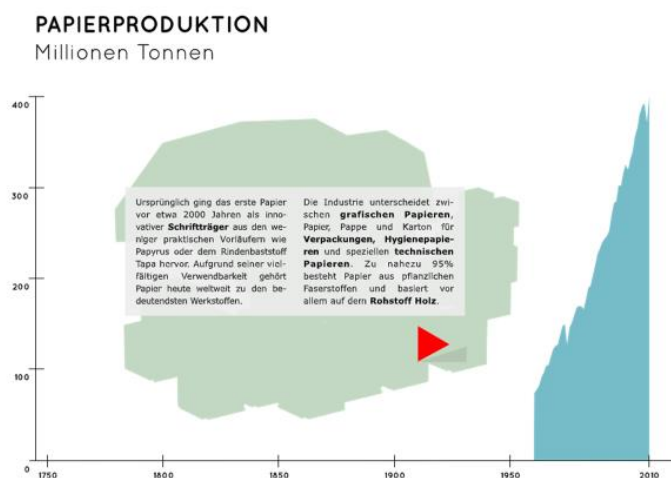 PAPIERPRODUKTION
Millionen Tonnen
400
300
200
100
0
Ursprünglich ging das erste Papier
vor etwa 2000 Jahren als inno-
vativer Schriftträger aus den we-
niger praktischen Vorläufern wie
Papyrus oder dem Rindenbaststoff
Tapa hervor. Aufgrund seiner viel-
fältigen Verwendbarkeit gehört
Papier heute weltweit zu den be-
deutendsten Werkstoffen.
Die Industrie unterscheidet zwi-
schen grafischen Papieren,
Papier, Pappe und Karton für
Verpackungen, Hygienepapie-
ren und speziellen technischen
Papieren. Zu nahezu 95%
besteht Papier aus pflanzlichen
Faserstoffen und basiert vor
allem auf dem Rohstoff Holz.
1750
1800
1850
1900
1950
2010